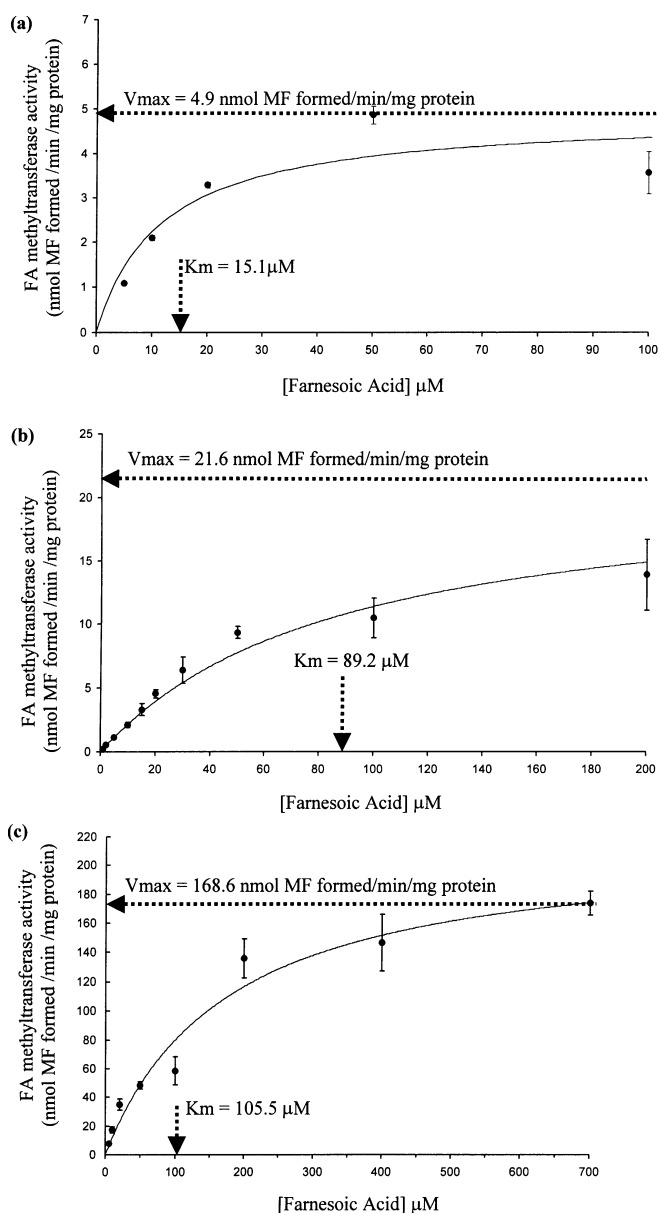 (a)
7
6
5
4
3
2
1
0
FA methyltransferase activity
(nmol MF formed /min /mg protein)
Vmax = 4.9 nmol MF formed/min/mg protein
Km = 15.1μM
0 10 20 30 40 50 60 70 80 90 100
[Farnesoic Acid] μM
(b)
25
20
15
10
5
0
FA methyltransferase activity
(nmol MF formed /min /mg protein)
Vmax = 21.6 nmol MF formed/min/mg protein
Km = 89.2 μM
0 20 40 60 80 100 120 140 160 180 200
[Farnesoic Acid] μM
(c)
220
200
180
160
140
120
100
80
60
40
20
0
FA methyltransferase activity
(nmol MF formed /min /mg protein)
Vmax = 168.6 nmol MF formed/min/mg protein
Km = 105.5 μM
0 100 200 300 400 500 600 700
[Farnesoic Acid] μM